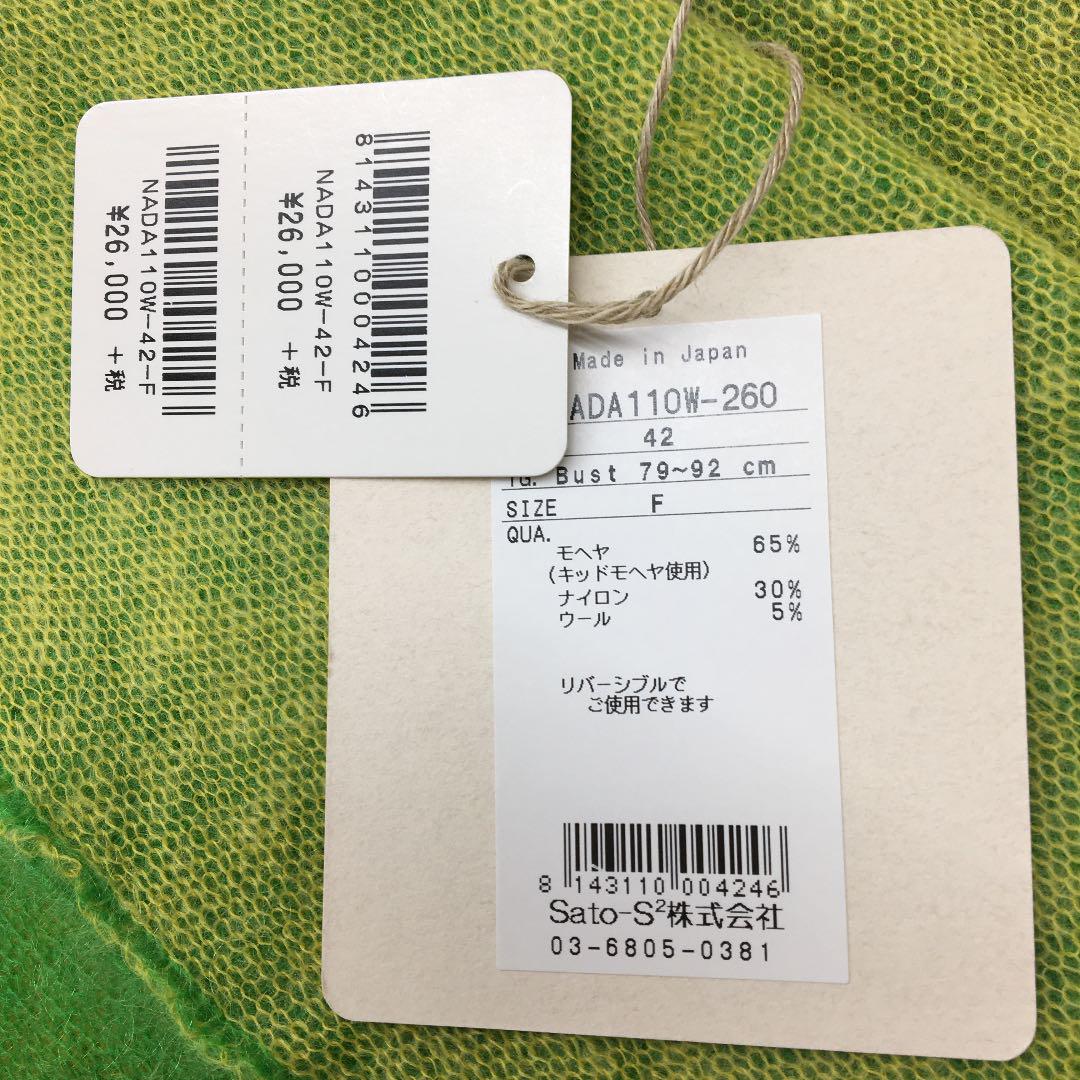 8143110004246
NADA110W-42-F
¥26,000 +税
NADA110W-42-F
¥26,000 +税
Made in Japan
ADA110W-260
42
Bust 79~92 cm
SIZE F
QUA.
モヘヤ 65%
(キッドモヘヤ使用)
ナイロン 30%
ウール 5%
リバーシブルで
ご使用できます
8 143110 004246
Sato-S²株式会社
03-6805-0381